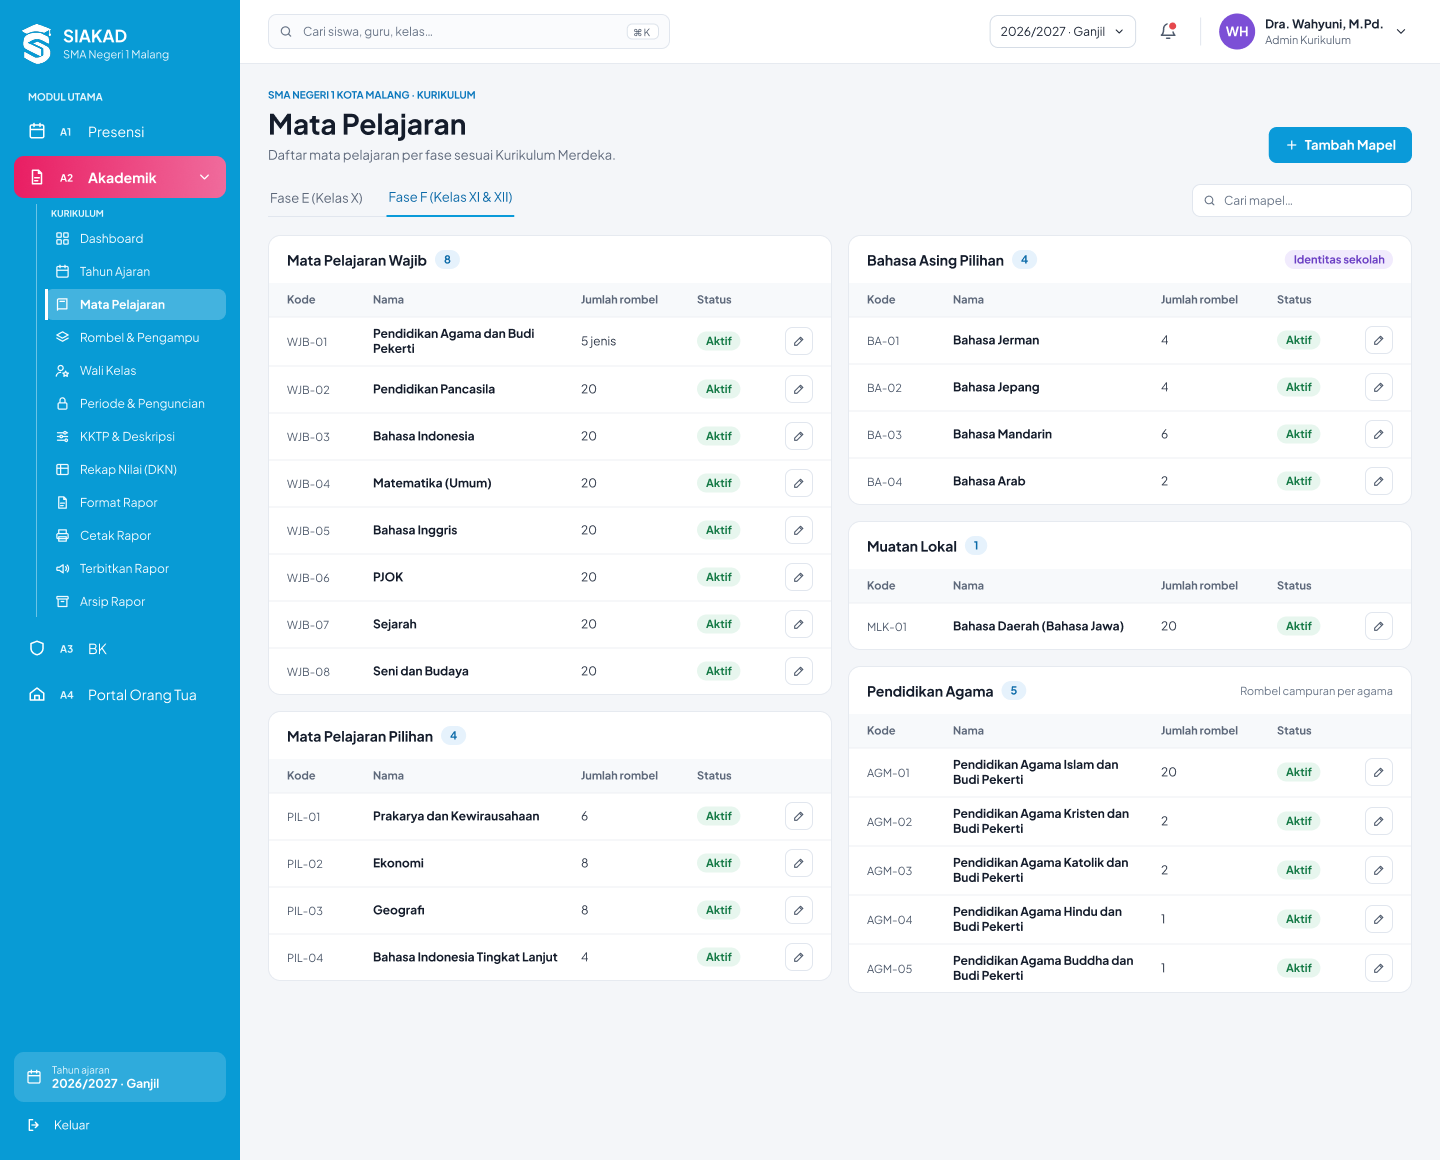 SIAKAD
SMA Negeri 1 Malang
MODUL UTAMA
A1 Presensi
A2 Akademik
KURIKULUM
Dashboard
Tahun Ajaran
Mata Pelajaran
Rombel & Pengampu
Wali Kelas
Periode & Penguncian
KKTP & Deskripsi
Rekap Nilai (DKN)
Format Rapor
Cetak Rapor
Terbitkan Rapor
Arsip Rapor
A3 BK
A4 Portal Orang Tua
Tahun ajaran
2026/2027 · Ganjil
Keluar
Cari siswa, guru, kelas...
⌘K
2026/2027 · Ganjil
WH
Dra. Wahyuni, M.Pd.
Admin Kurikulum
SMA NEGERI 1 KOTA MALANG · KURIKULUM
Mata Pelajaran
Daftar mata pelajaran per fase sesuai Kurikulum Merdeka.
+ Tambah Mapel
Fase E (Kelas X)
Fase F (Kelas XI & XII)
Cari mapel...
Mata Pelajaran Wajib 8
Kode Nama Jumlah rombel Status
WJB-01 Pendidikan Agama dan Budi Pekerti 5 jenis Aktif
WJB-02 Pendidikan Pancasila 20 Aktif
WJB-03 Bahasa Indonesia 20 Aktif
WJB-04 Matematika (Umum) 20 Aktif
WJB-05 Bahasa Inggris 20 Aktif
WJB-06 PJOK 20 Aktif
WJB-07 Sejarah 20 Aktif
WJB-08 Seni dan Budaya 20 Aktif
Mata Pelajaran Pilihan 4
Kode Nama Jumlah rombel Status
PIL-01 Prakarya dan Kewirausahaan 6 Aktif
PIL-02 Ekonomi 8 Aktif
PIL-03 Geografi 8 Aktif
PIL-04 Bahasa Indonesia Tingkat Lanjut 4 Aktif
Bahasa Asing Pilihan 4 Identitas sekolah
Kode Nama Jumlah rombel Status
BA-01 Bahasa Jerman 4 Aktif
BA-02 Bahasa Jepang 4 Aktif
BA-03 Bahasa Mandarin 6 Aktif
BA-04 Bahasa Arab 2 Aktif
Muatan Lokal 1
Kode Nama Jumlah rombel Status
MLK-01 Bahasa Daerah (Bahasa Jawa) 20 Aktif
Pendidikan Agama 5 Rombel campuran per agama
Kode Nama Jumlah rombel Status
AGM-01 Pendidikan Agama Islam dan Budi Pekerti 20 Aktif
AGM-02 Pendidikan Agama Kristen dan Budi Pekerti 2 Aktif
AGM-03 Pendidikan Agama Katolik dan Budi Pekerti 2 Aktif
AGM-04 Pendidikan Agama Hindu dan Budi Pekerti 1 Aktif
AGM-05 Pendidikan Agama Buddha dan Budi Pekerti 1 Aktif